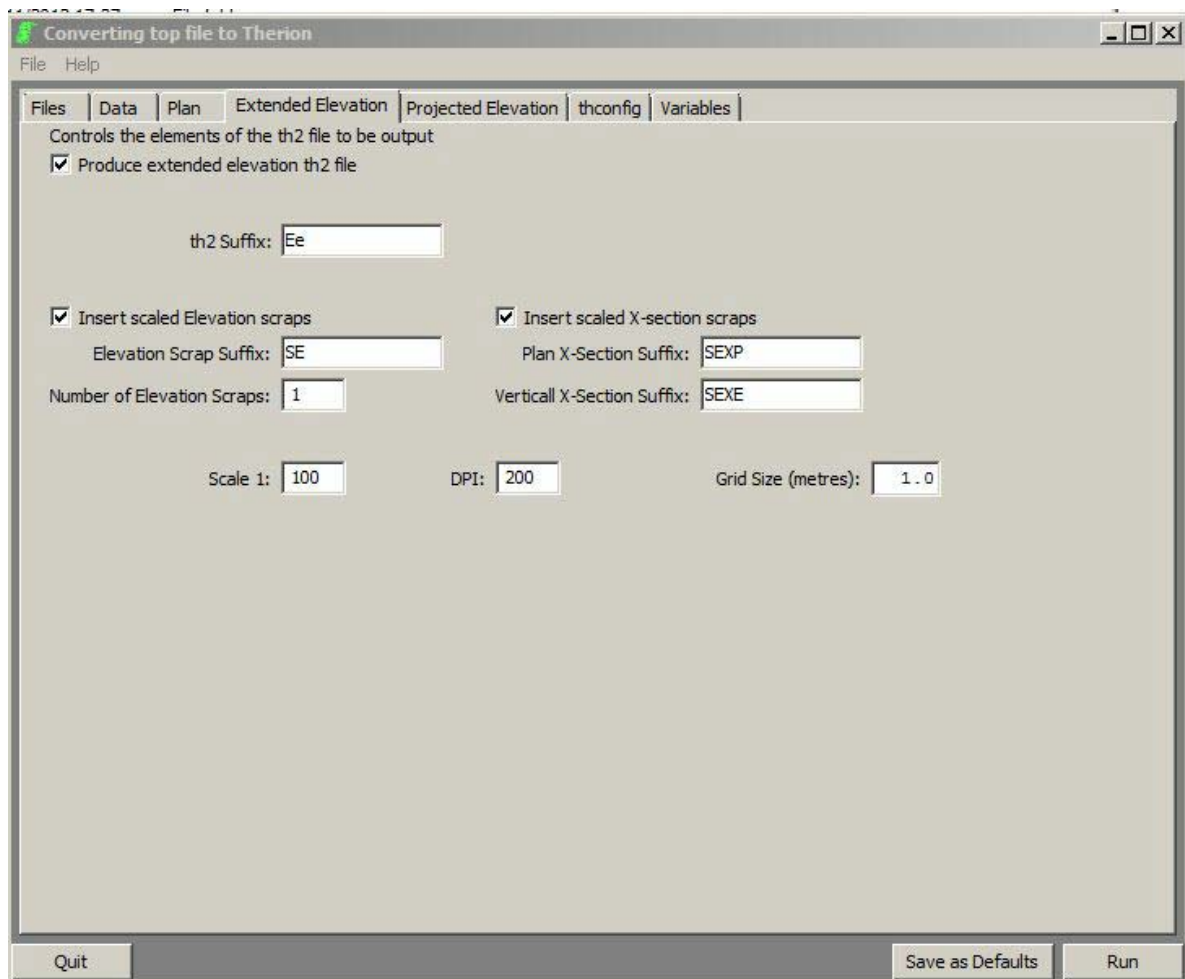 Converting top file to Therion
File Help
Files Data Plan Extended Elevation Projected Elevation thconfig Variables
Controls the elements of the th2 file to be output
Produce extended elevation th2 file
th2 Suffix: Ee
Insert scaled Elevation scraps Insert scaled X-section scraps
Elevation Scrap Suffix: SE Plan X-Section Suffix: SEXP
Number of Elevation Scraps: 1 Verticall X-Section Suffix: SEXE
Scale 1: 100 DPI: 200 Grid Size (metres): 1.0
Quit Save as Defaults Run